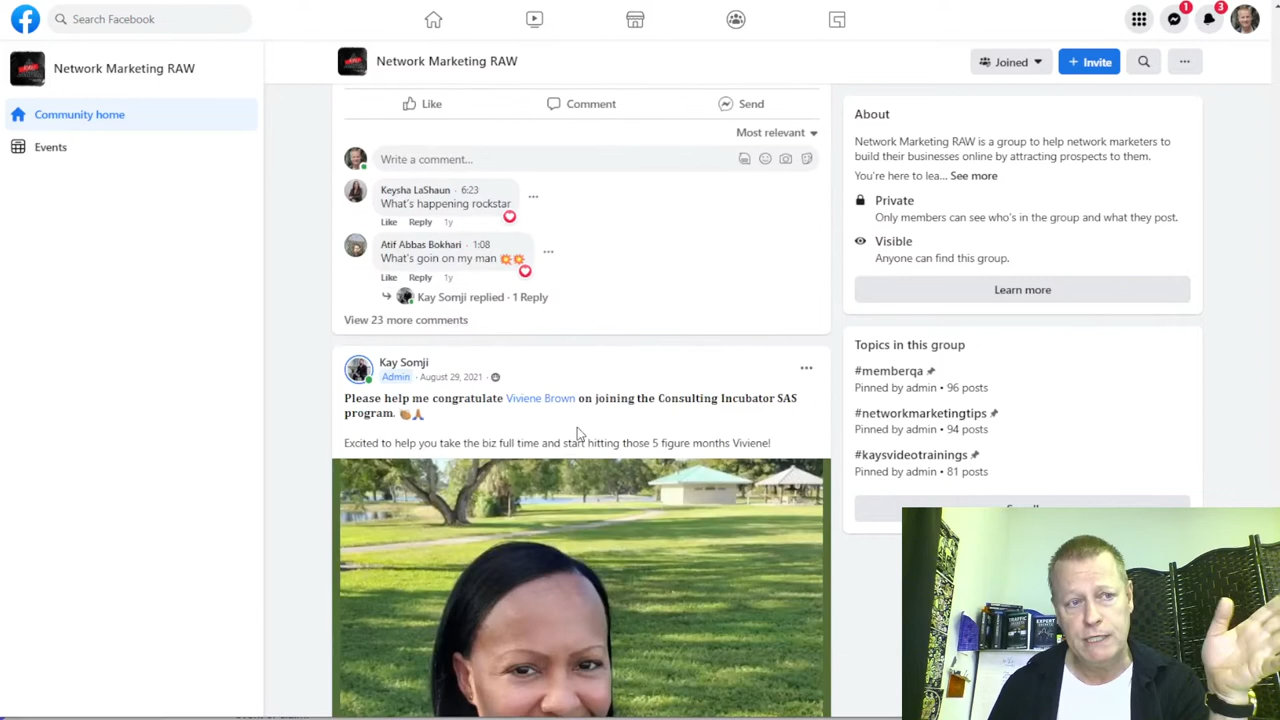 Search Facebook
1
3
Network Marketing RAW
Community home
Events
Network Marketing RAW
Joined
+ Invite
Like
Comment
Send
Most relevant
Write a comment...
Keysha LaShaun · 6:23
What's happening rockstar
Like Reply 1y
Atif Abbas Bokhari · 1:08
What's goin on my man 💥💥
Like Reply 1y
Kay Somji replied · 1 Reply
View 23 more comments
Kay Somji
Admin · August 29, 2021 ·
Please help me congratulate Viviene Brown on joining the Consulting Incubator SAS
program. 👏🏽🙏🏽
Excited to help you take the biz full time and start hitting those 5 figure months Viviene!
About
Network Marketing RAW is a group to help network marketers to
build their businesses online by attracting prospects to them.
You're here to lea... See more
Private
Only members can see who's in the group and what they post.
Visible
Anyone can find this group.
Learn more
Topics in this group
#memberqa
Pinned by admin • 96 posts
#networkmarketingtips
Pinned by admin • 94 posts
#kaysvideotrainings
Pinned by admin • 81 posts
TRAFFIC
EXPERT